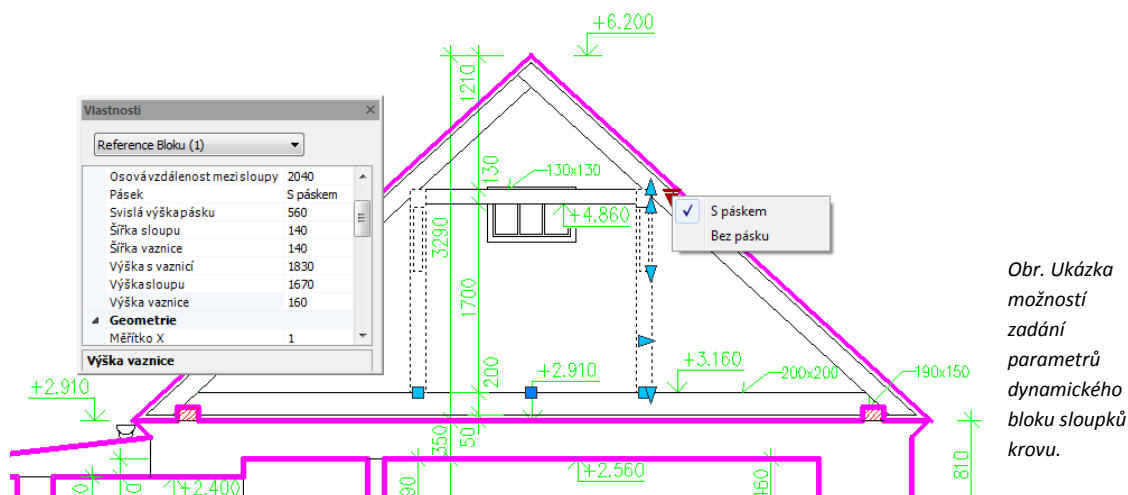 +6.200
1210
Vlastnosti
Reference Bloku (1)
Osová vzdálenost mezi sloupy 2040
Pásek S páskem
Svislá výška pásku 560
Šířka sloupu 140
Šířka vaznice 140
Výška s vaznicí 1830
Výška sloupu 1670
Výška vaznice 160
Geometrie
Měřítko X 1
Výška vaznice
130
130x130
+4.860
3290
1700
S páskem
Bez pásku
200
+2.910
+3.160
200x200
190x150
+2.910
350
50
+2.560
+2.400
90
460
810
Obr. Ukázka
možností
zadání
parametrů
dynamického
bloku sloupků
krovu.